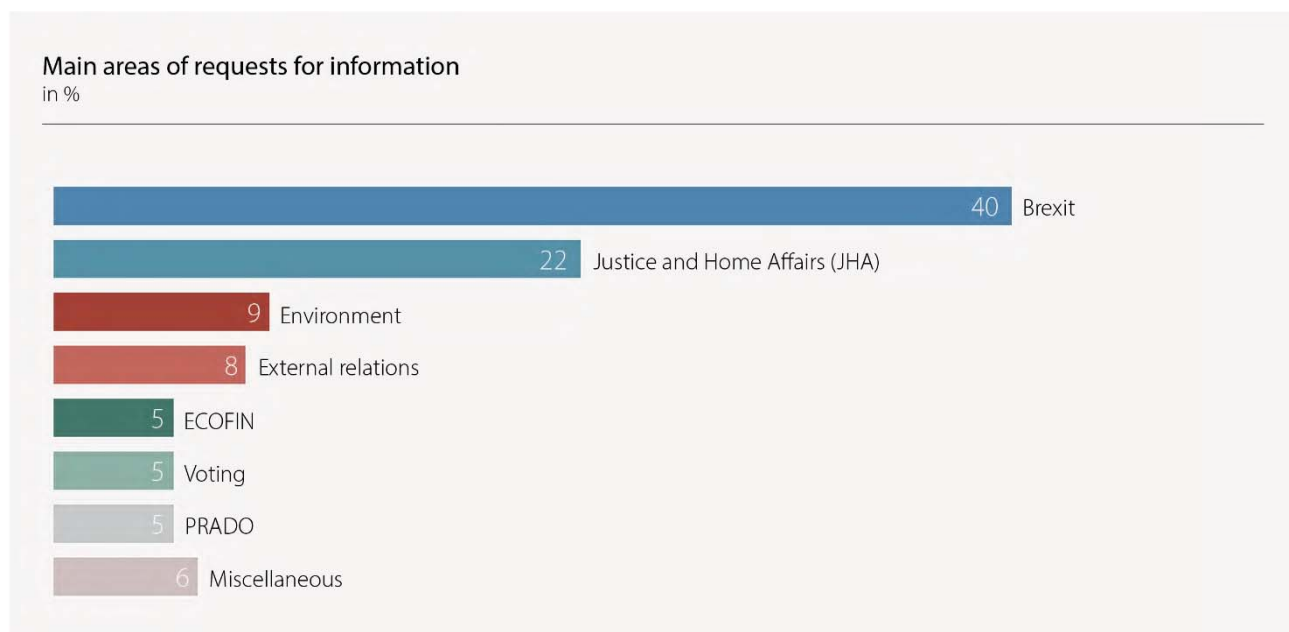 Main areas of requests for information
in %
40 Brexit
22 Justice and Home Affairs (JHA)
9 Environment
8 External relations
5 ECOFIN
5 Voting
5 PRADO
6 Miscellaneous